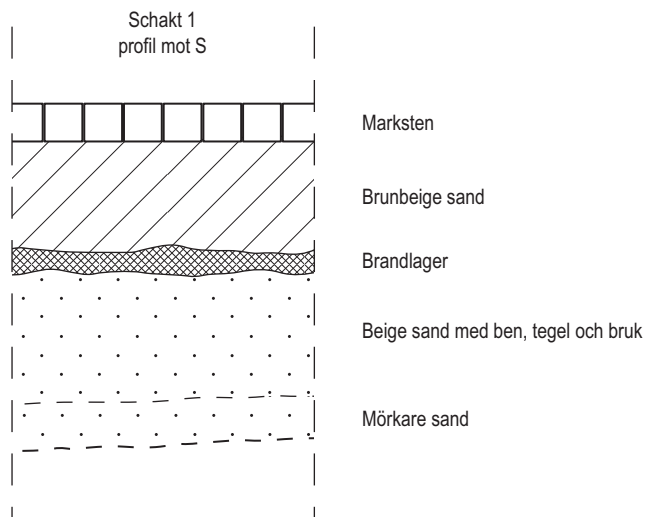 Schakt 1
profil mot S
Marksten
Brunbeige sand
Brandlager
Beige sand med ben, tegel och bruk
Mörkare sand